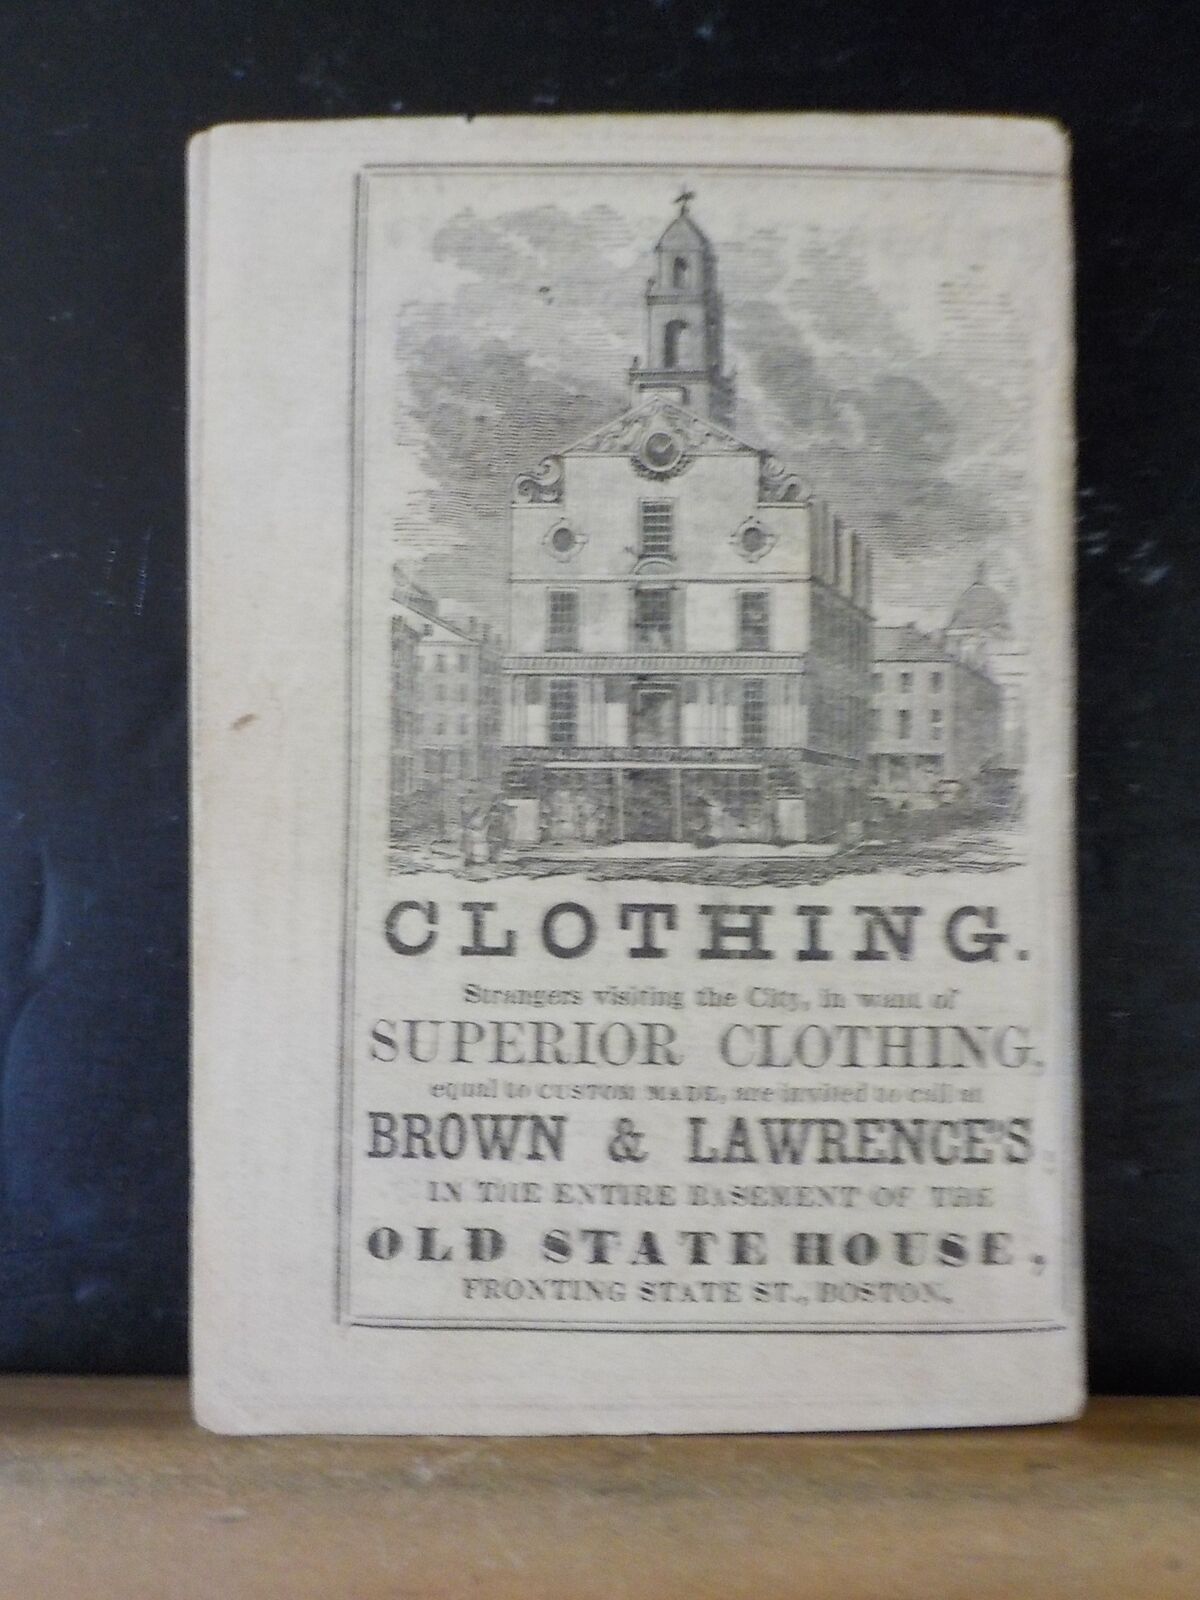 CLOTHING.
Strangers visiting the City, in want of
SUPERIOR CLOTHING,
equal to CUSTOM MADE, are invited to call at
BROWN & LAWRENCE'S,
IN THE ENTIRE BASEMENT OF THE
OLD STATE HOUSE,
FRONTING STATE ST., BOSTON.